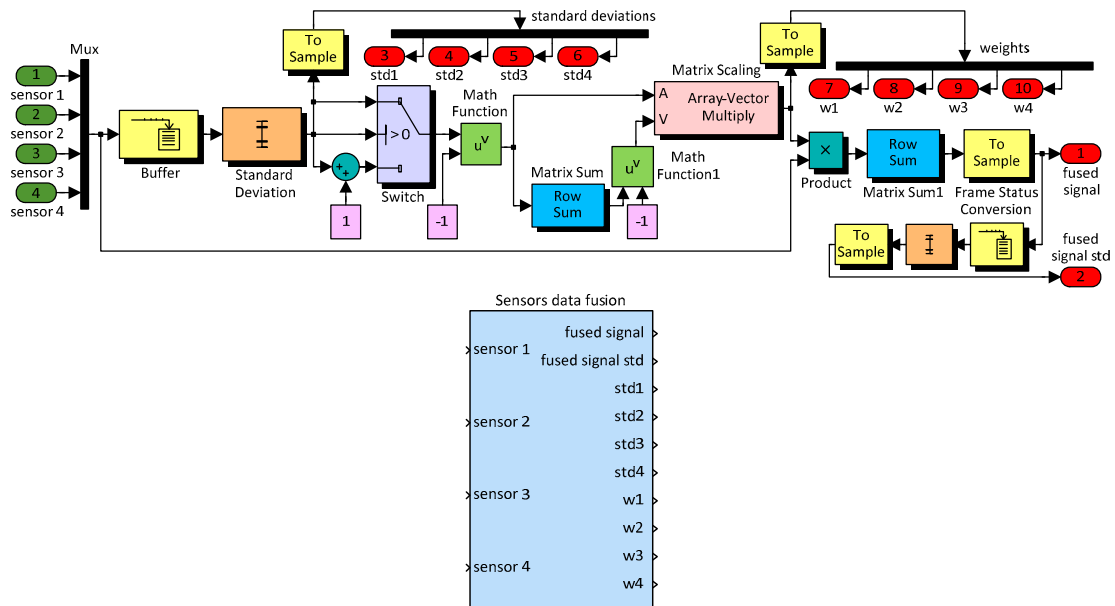 Mux
1
sensor 1
2
sensor 2
3
sensor 3
4
sensor 4
Buffer
Standard
Deviation
To
Sample
standard deviations
3
std1
4
std2
5
std3
6
std4
> 0
Switch
++
1
Math
Function
u^v
-1
Matrix Sum
Row
Sum
u^v
Math
Function1
-1
Matrix Scaling
A
V
Array-Vector
Multiply
To
Sample
weights
7
w1
8
w2
9
w3
10
w4
×
Product
Row
Sum
Matrix Sum1
To
Sample
Frame Status
Conversion
1
fused
signal
To
Sample
fused
signal std
2
Sensors data fusion
sensor 1
sensor 2
sensor 3
sensor 4
fused signal
fused signal std
std1
std2
std3
std4
w1
w2
w3
w4